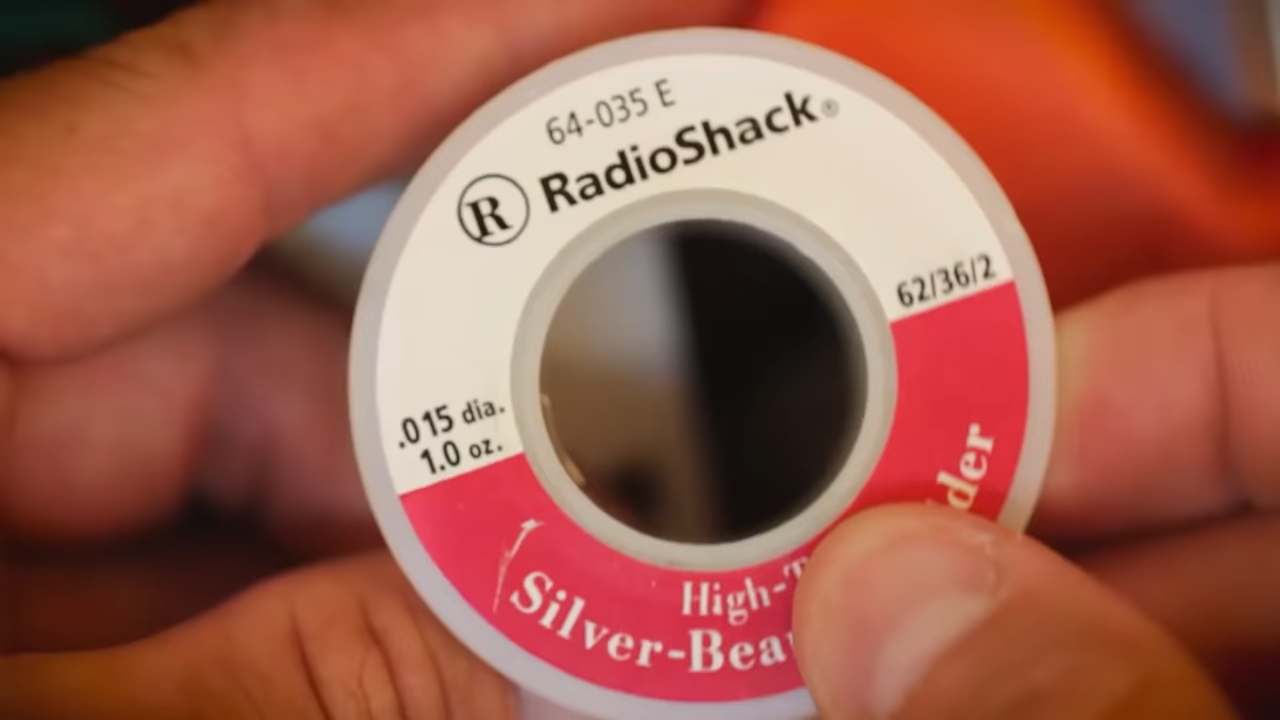 64-035 E
R RadioShack®
62/36/2
.015 dia.
1.0 oz.
High-T
Silver-Bea
der